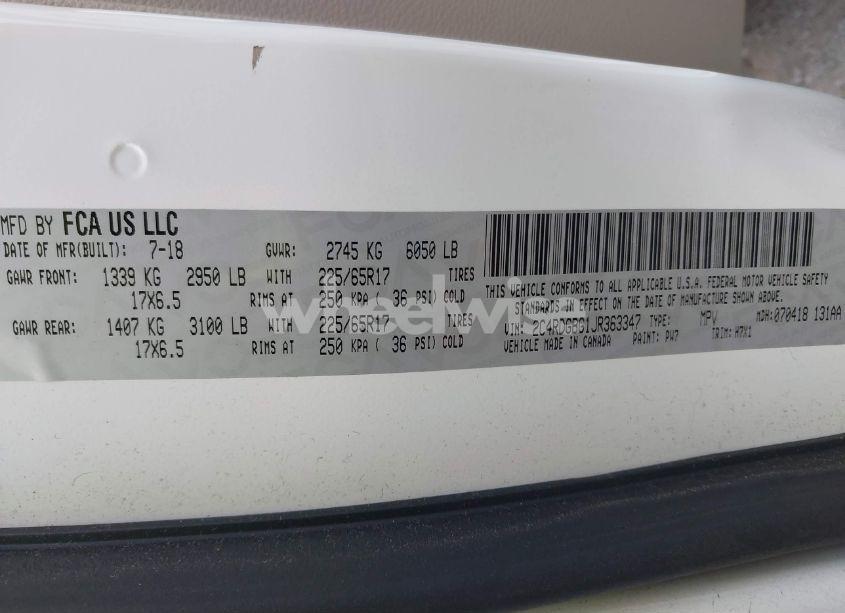 MFD BY FCA US LLC
DATE OF MFR(BUILT): 7-18 GVWR: 2745 KG 6050 LB
GAWR FRONT: 1339 KG 2950 LB WITH 225/65R17 TIRES
17X6.5 RIMS AT 250 KPA ( 36 PSI) COLD
GAWR REAR: 1407 KG 3100 LB WITH 225/65R17 TIRES
17X6.5 RIMS AT 250 KPA ( 36 PSI) COLD
THIS VEHICLE CONFORMS TO ALL APPLICABLE U.S.A. FEDERAL MOTOR VEHICLE SAFETY
STANDARDS IN EFFECT ON THE DATE OF MANUFACTURE SHOWN ABOVE.
VIN: 2C4RDGBG1JR363347 TYPE: MPV MDH: 070418 131AA
VEHICLE MADE IN CANADA PAINT: PW7 TRIM: H7X1